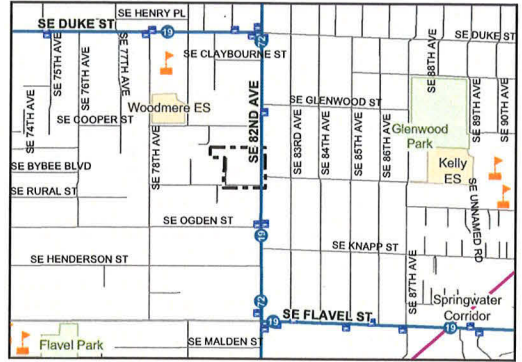 SE HENRY PL
SE DUKE ST
19
72
SE DUKE ST
SE CLAYBOURNE ST
SE 74TH AVE
SE 75TH AVE
SE 76TH AVE
SE 77TH AVE
SE 88TH AVE
Woodmere ES
SE 82ND AVE
SE GLENWOOD ST
SE COOPER ST
SE 78TH AVE
SE 83RD AVE
SE 84TH AVE
SE 85TH AVE
SE 86TH AVE
SE 89TH AVE
SE 90TH AVE
Glenwood
Park
Kelly
ES
SE BYBEE BLVD
SE RURAL ST
SE UNNAMED RD
SE OGDEN ST
19
SE KNAPP ST
SE HENDERSON ST
SE 87TH AVE
72
SE FLAVEL ST
19
Springwater
Corridor
19
Flavel Park
SE MALDEN ST